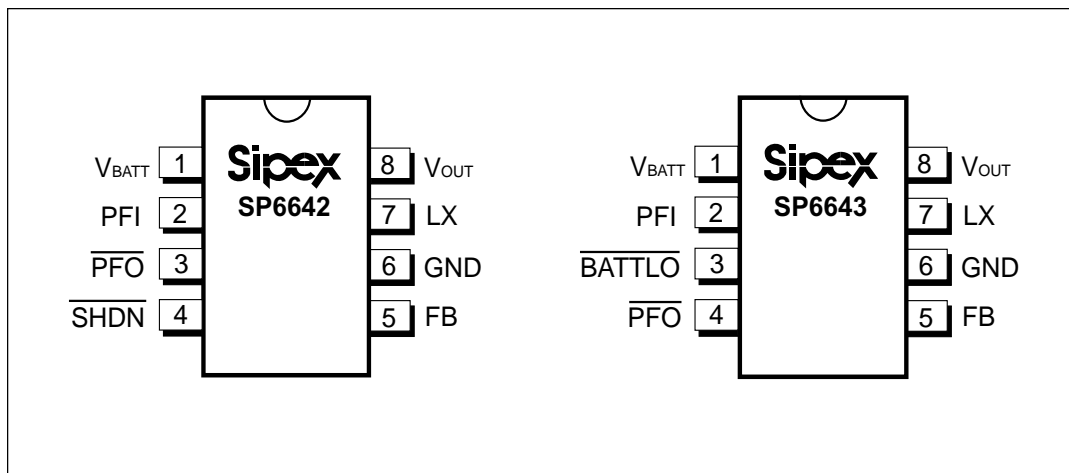 Sipex
SP6642
VBATT 1
PFI 2
PFO 3
SHDN 4
8 VOUT
7 LX
6 GND
5 FB
Sipex
SP6643
VBATT 1
PFI 2
BATTLO 3
PFO 4
8 VOUT
7 LX
6 GND
5 FB